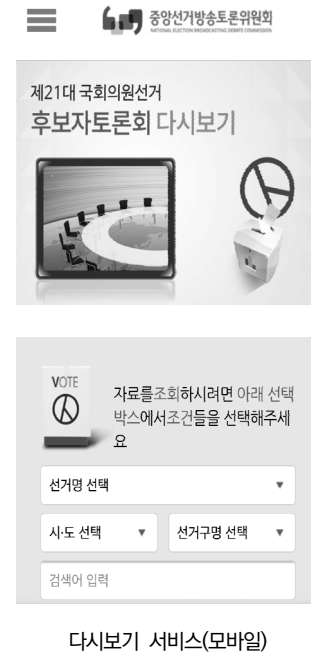 중앙선거방송토론위원회
NATIONAL ELECTION BROADCASTING DEBATE COMMISSION
제21대 국회의원선거
후보자토론회 다시보기
VOTE
자료를조회하시려면 아래 선택
박스에서조건들을 선택해주세
요
선거명 선택
시·도 선택
선거구명 선택
검색어 입력
다시보기 서비스(모바일)